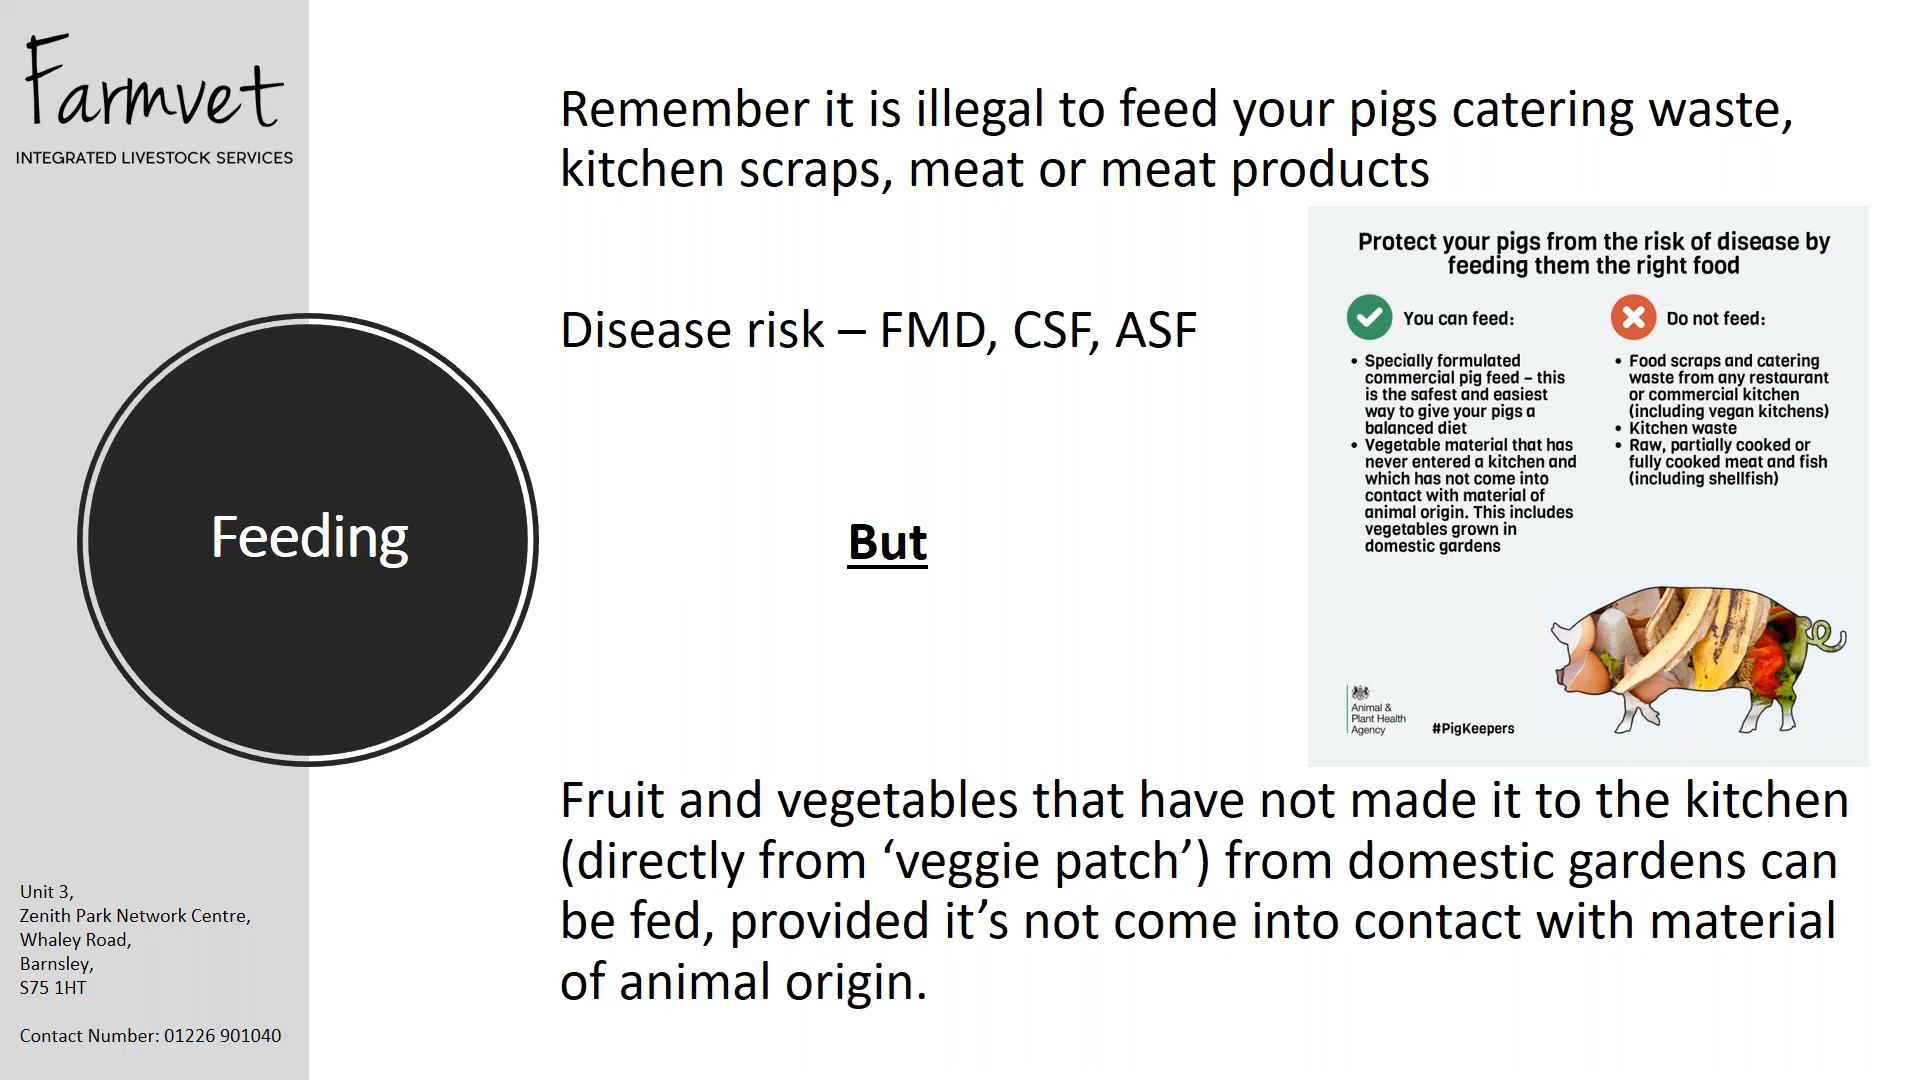 Farmvet
INTEGRATED LIVESTOCK SERVICES
Feeding
Unit 3,
Zenith Park Network Centre,
Whaley Road,
Barnsley,
S75 1HT
Contact Number: 01226 901040
Remember it is illegal to feed your pigs catering waste,
kitchen scraps, meat or meat products
Disease risk – FMD, CSF, ASF
But
Protect your pigs from the risk of disease by
feeding them the right food
You can feed:
• Specially formulated
commercial pig feed – this
is the safest and easiest
way to give your pigs a
balanced diet
• Vegetable material that has
never entered a kitchen and
which has not come into
contact with material of
animal origin. This includes
vegetables grown in
domestic gardens
Do not feed:
• Food scraps and catering
waste from any restaurant
or commercial kitchen
(including vegan kitchens)
• Kitchen waste
• Raw, partially cooked or
fully cooked meat and fish
(including shellfish)
Animal &
Plant Health
Agency
#PigKeepers
Fruit and vegetables that have not made it to the kitchen
(directly from ‘veggie patch’) from domestic gardens can
be fed, provided it’s not come into contact with material
of animal origin.